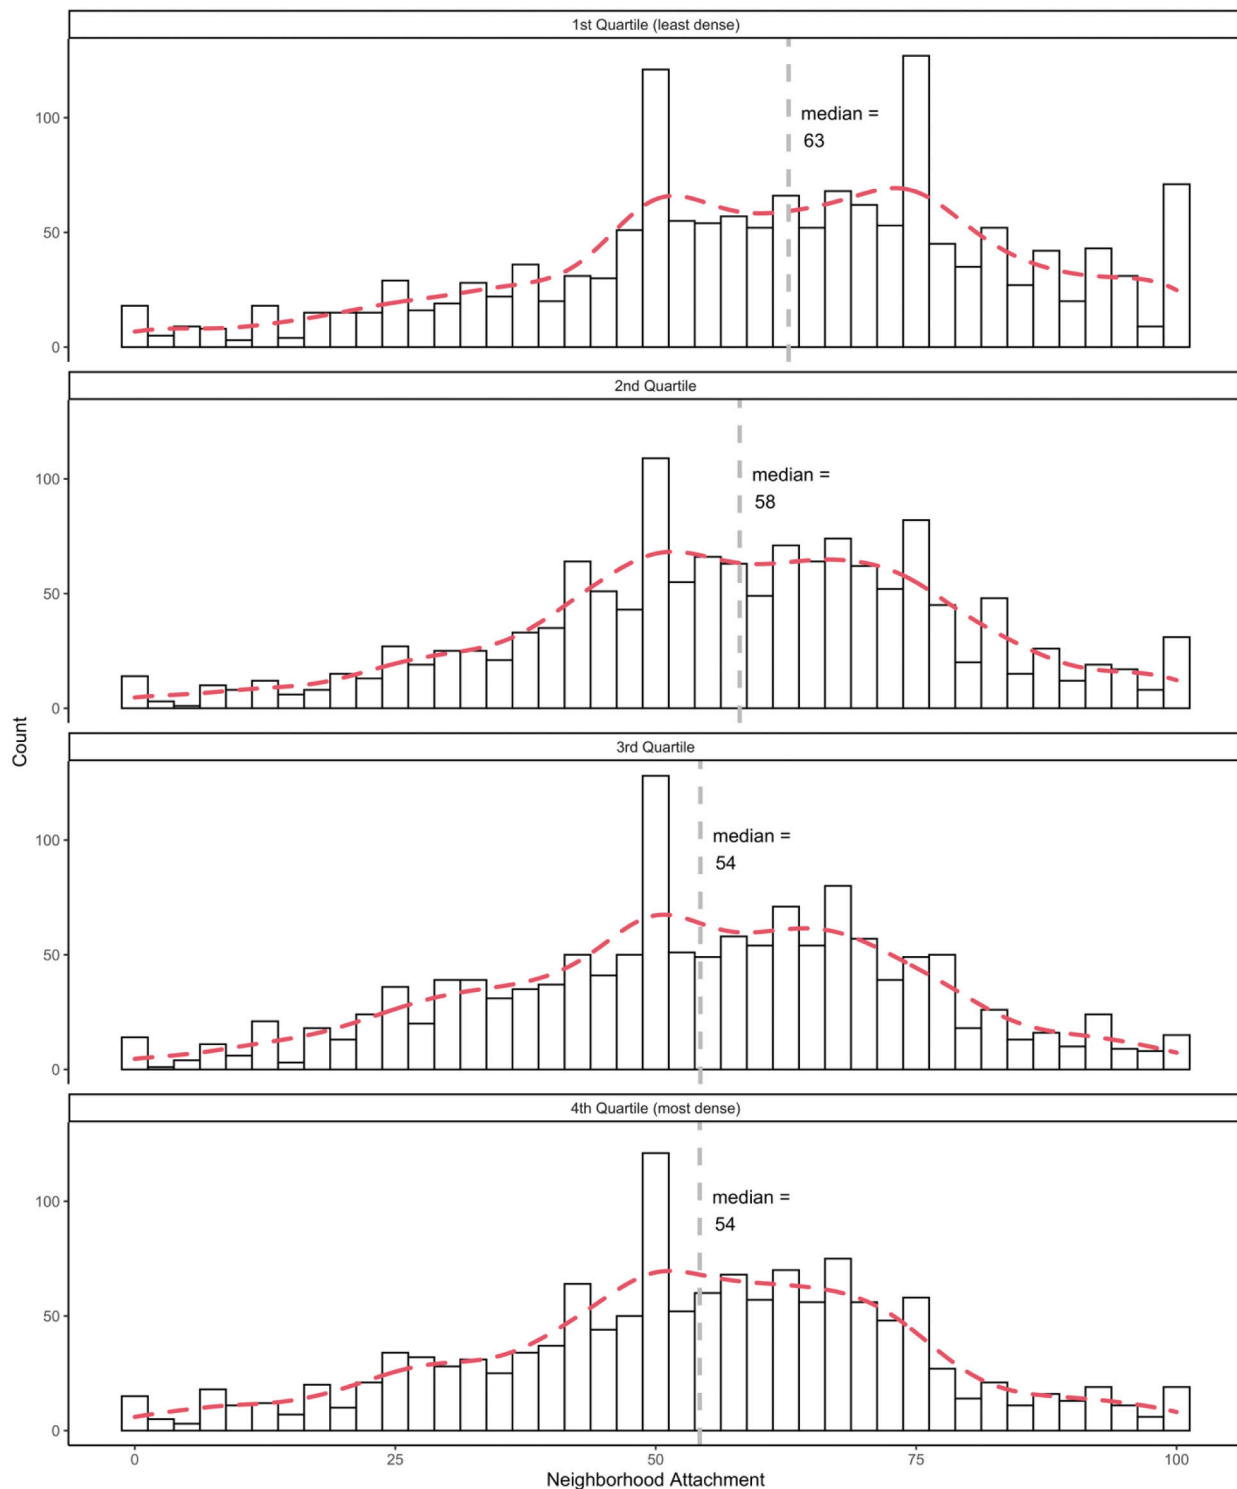 1st Quartile (least dense)
100
50
0
median =
63
2nd Quartile
100
50
0
median =
58
3rd Quartile
100
50
0
median =
54
4th Quartile (most dense)
100
50
0
median =
54
Count
0
25
50
75
100
Neighborhood Attachment